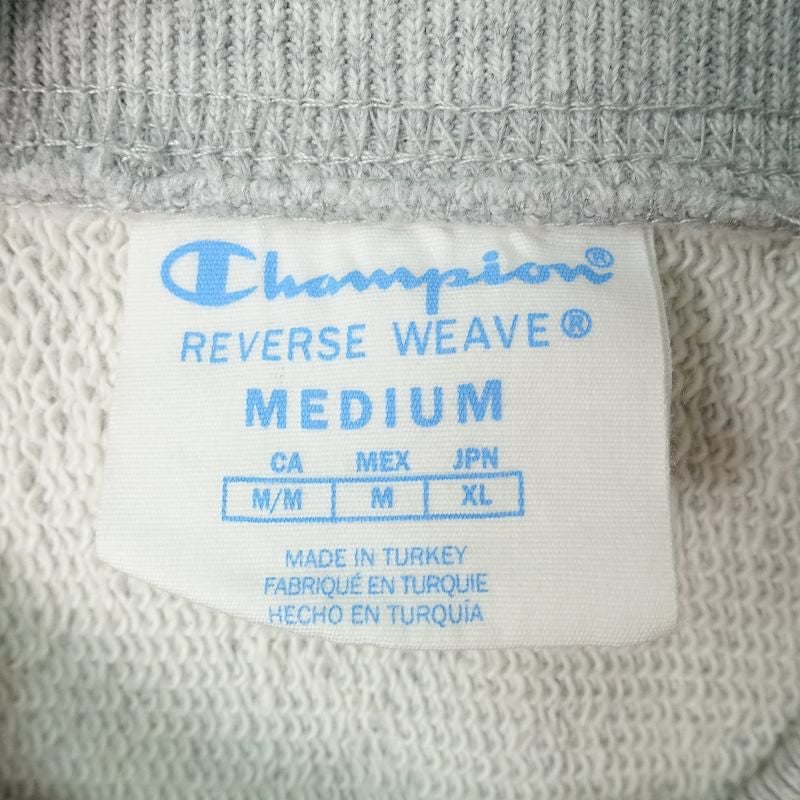 Champion®
REVERSE WEAVE®
MEDIUM
CA MEX JPN
M/M M XL
MADE IN TURKEY
FABRIQUÉ EN TURQUIE
HECHO EN TURQUÍA